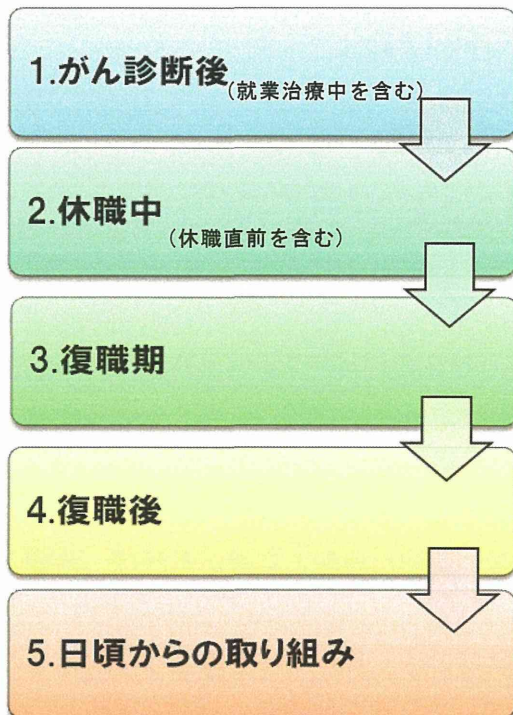 1.がん診断後(就業治療中を含む)
2.休職中
(休職直前を含む)
3.復職期
4.復職後
5.日頃からの取り組み